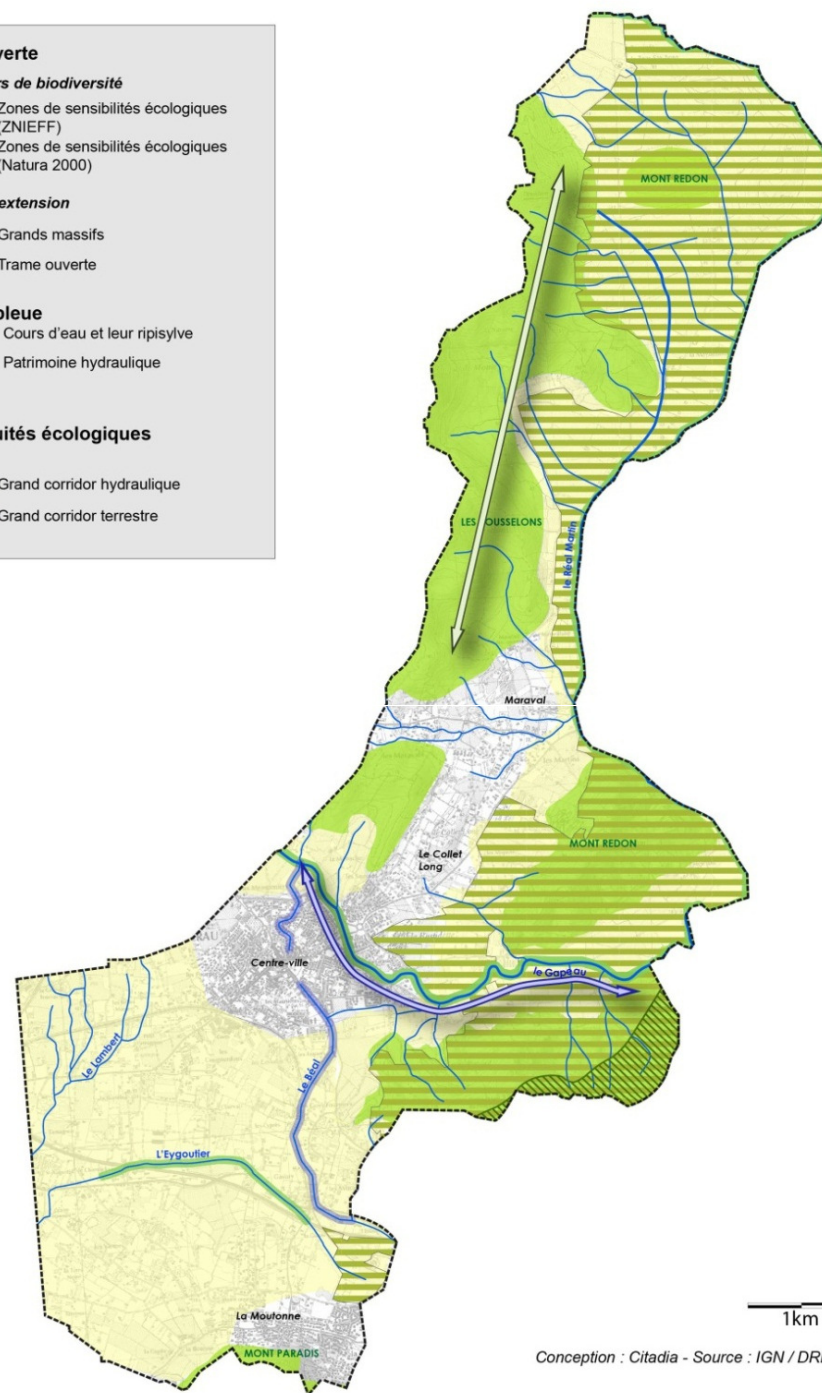 verte
rs de biodiversité
Zones de sensibilités écologiques
(ZNIEFF)
Zones de sensibilités écologiques
(Natura 2000)
extension
Grands massifs
Trame ouverte
bleue
Cours d'eau et leur ripisylve
Patrimoine hydraulique
uités écologiques
Grand corridor hydraulique
Grand corridor terrestre
MONT REDON
LES OUSSELONS
le Réal Martin
Maraval
MONT REDON
Le Collet
Long
RAU
Centre-ville
le Gapeau
Le Lambert
Le Béal
L'Eygoutier
La Moutonne
MONT PARADIS
1km
Conception : Citadia - Source : IGN / DRE